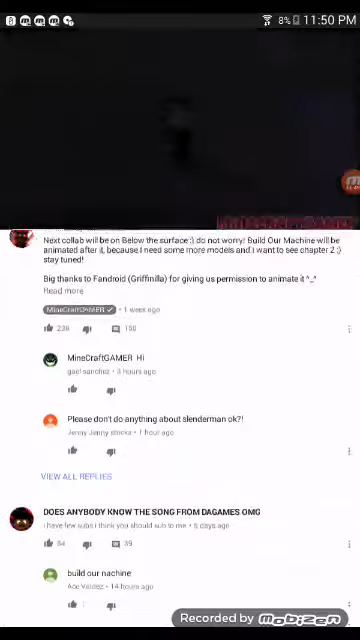 8% 11:50 PM
MINECRAFTGAMER
Next collab will be on Below the surface :) do not worry! Build Our Machine will be
animated after it, because I need some more models and I want to see chapter 2 :)
stay tuned!
Big thanks to Fandroid (Griffinilla) for giving us permission to animate it ^_^
Read more
MineCraftGAMER • 1 week ago
150
MineCraftGAMER Hi
gael sanchez • 3 hours ago
Please don't do anything about slenderman ok?!
Jenny Jenny stocks • 1 hour ago
VIEW ALL REPLIES
DOES ANYBODY KNOW THE SONG FROM DAGAMES OMG
i have few subs i think you should sub to me • 6 days ago
39
build our nachine
Ace Valdez • 14 hours ago
Recorded by Mobizen